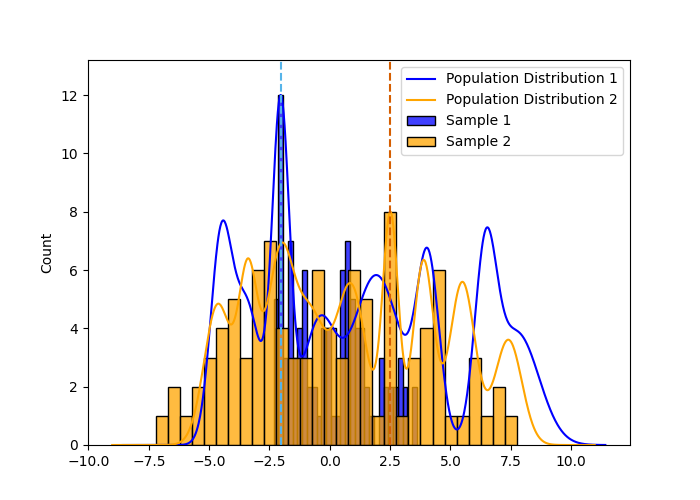 Population Distribution 1
Population Distribution 2
Sample 1
Sample 2
Count
12
10
8
6
4
2
0
−10.0 −7.5 −5.0 −2.5 0.0 2.5 5.0 7.5 10.0